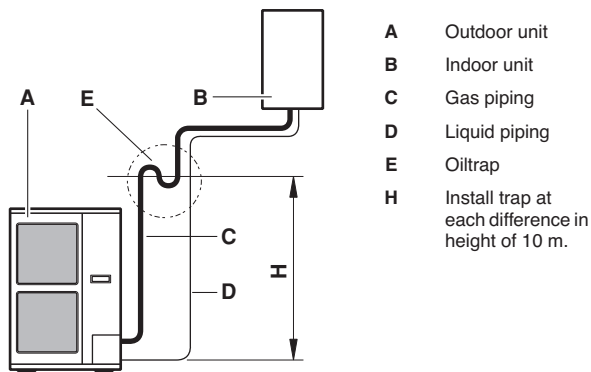 A
E
B
C
D
H
A Outdoor unit
B Indoor unit
C Gas piping
D Liquid piping
E Oiltrap
H Install trap at
each difference in
height of 10 m.